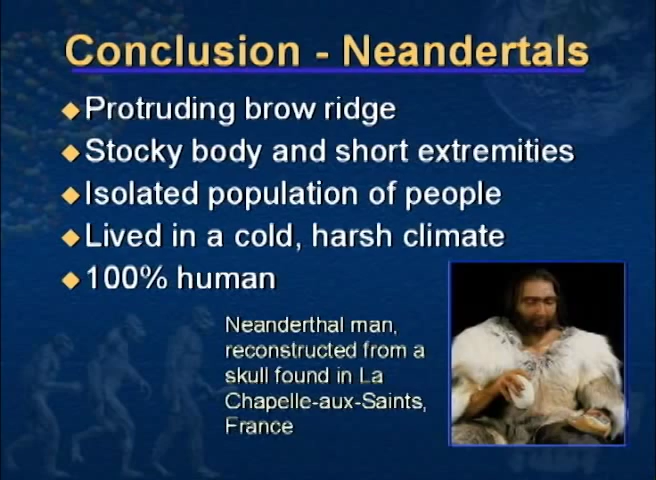 Conclusion - Neandertals
Protruding brow ridge
Stocky body and short extremities
Isolated population of people
Lived in a cold, harsh climate
100% human
Neanderthal man,
reconstructed from a
skull found in La
Chapelle-aux-Saints,
France